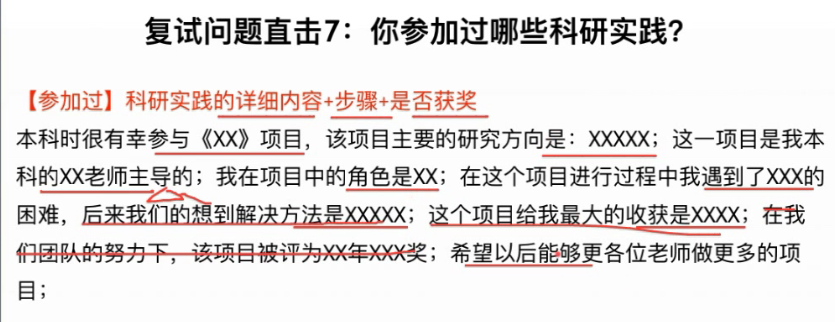 复试问题直击7：你参加过哪些科研实践？
【参加过】科研实践的详细内容+步骤+是否获奖
本科时很有幸参与《XX》项目，该项目主要的研究方向是：XXXXX；这一项目是我本
科的XX老师主导的；我在项目中的角色是XX；在这个项目进行过程中我遇到了XXX的
困难，后来我们的想到解决方法是XXXXX；这个项目给我最大的收获是XXXX；在我
们团队的努力下，该项目被评为XX年XXX奖；希望以后能够更各位老师做更多的项
目；